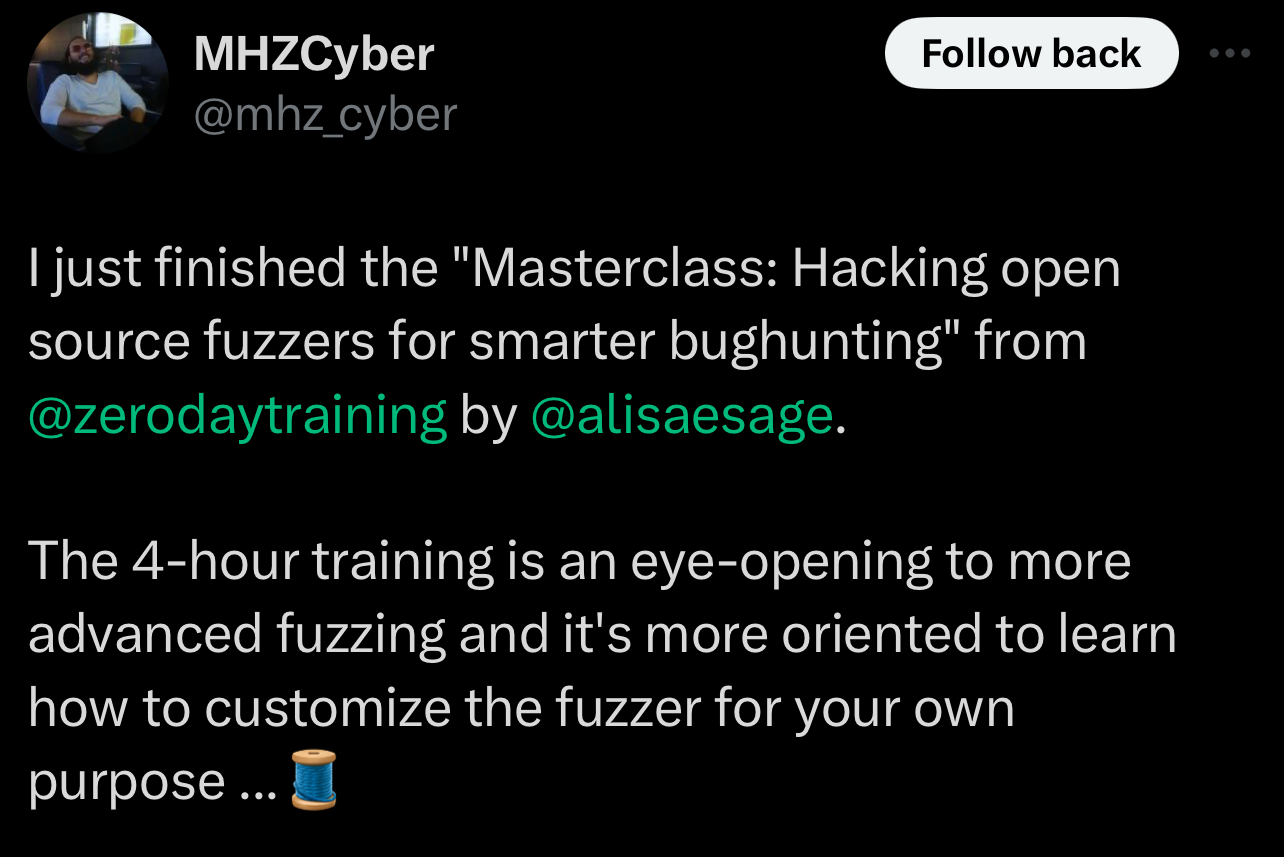 MHZCyber
Follow back
@mhz_cyber
I just finished the "Masterclass: Hacking open
source fuzzers for smarter bughunting" from
@zerodaytraining by @alisaesage.
The 4-hour training is an eye-opening to more
advanced fuzzing and it's more oriented to learn
how to customize the fuzzer for your own
purpose ... 🧵